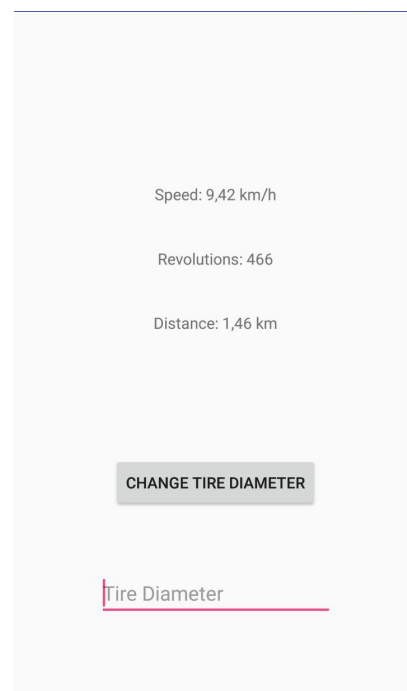 Speed: 9,42 km/h
Revolutions: 466
Distance: 1,46 km
CHANGE TIRE DIAMETER
Tire Diameter